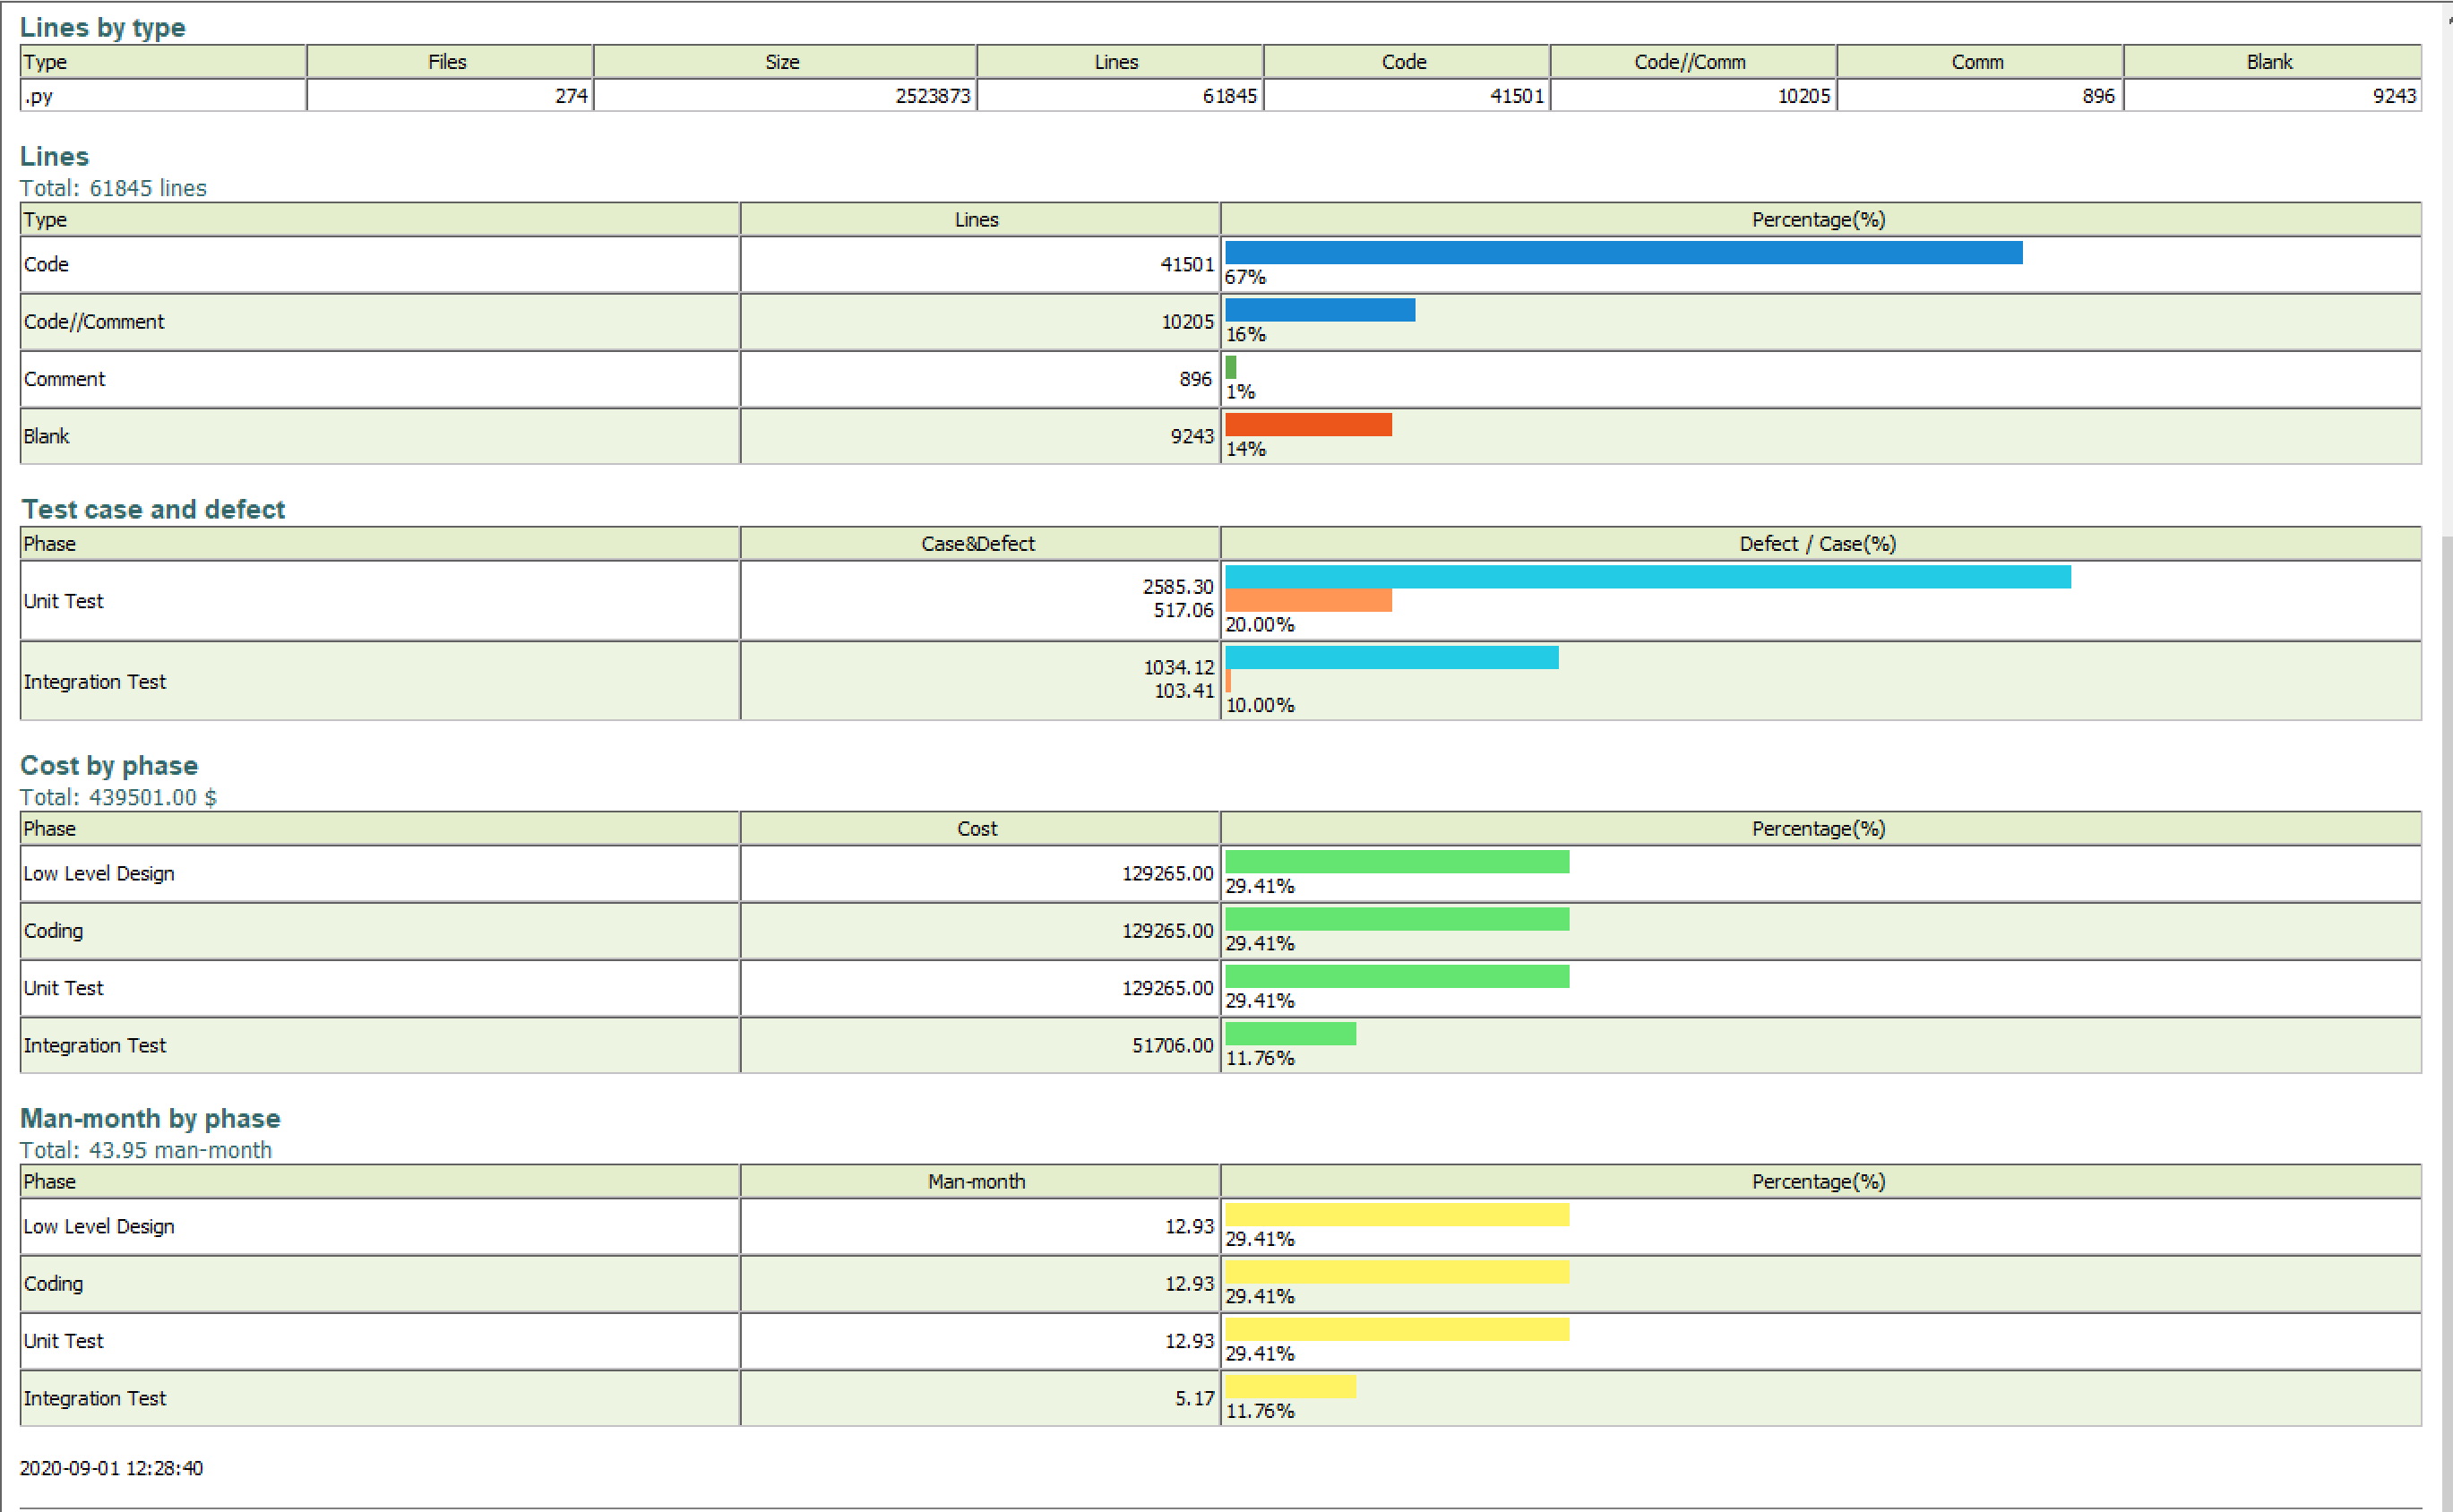 Lines by type
Type Files Size Lines Code Code//Comm Comm Blank
.py 274 2523873 61845 41501 10205 896 9243
Lines
Total: 61845 lines
Type Lines Percentage(%)
Code 41501 67%
Code//Comment 10205 16%
Comment 896 1%
Blank 9243 14%
Test case and defect
Phase Case&Defect Defect / Case(%)
Unit Test 2585.30
517.06
20.00%
Integration Test 1034.12
103.41
10.00%
Cost by phase
Total: 439501.00 $
Phase Cost Percentage(%)
Low Level Design 129265.00 29.41%
Coding 129265.00 29.41%
Unit Test 129265.00 29.41%
Integration Test 51706.00 11.76%
Man-month by phase
Total: 43.95 man-month
Phase Man-month Percentage(%)
Low Level Design 12.93 29.41%
Coding 12.93 29.41%
Unit Test 12.93 29.41%
Integration Test 5.17 11.76%
2020-09-01 12:28:40